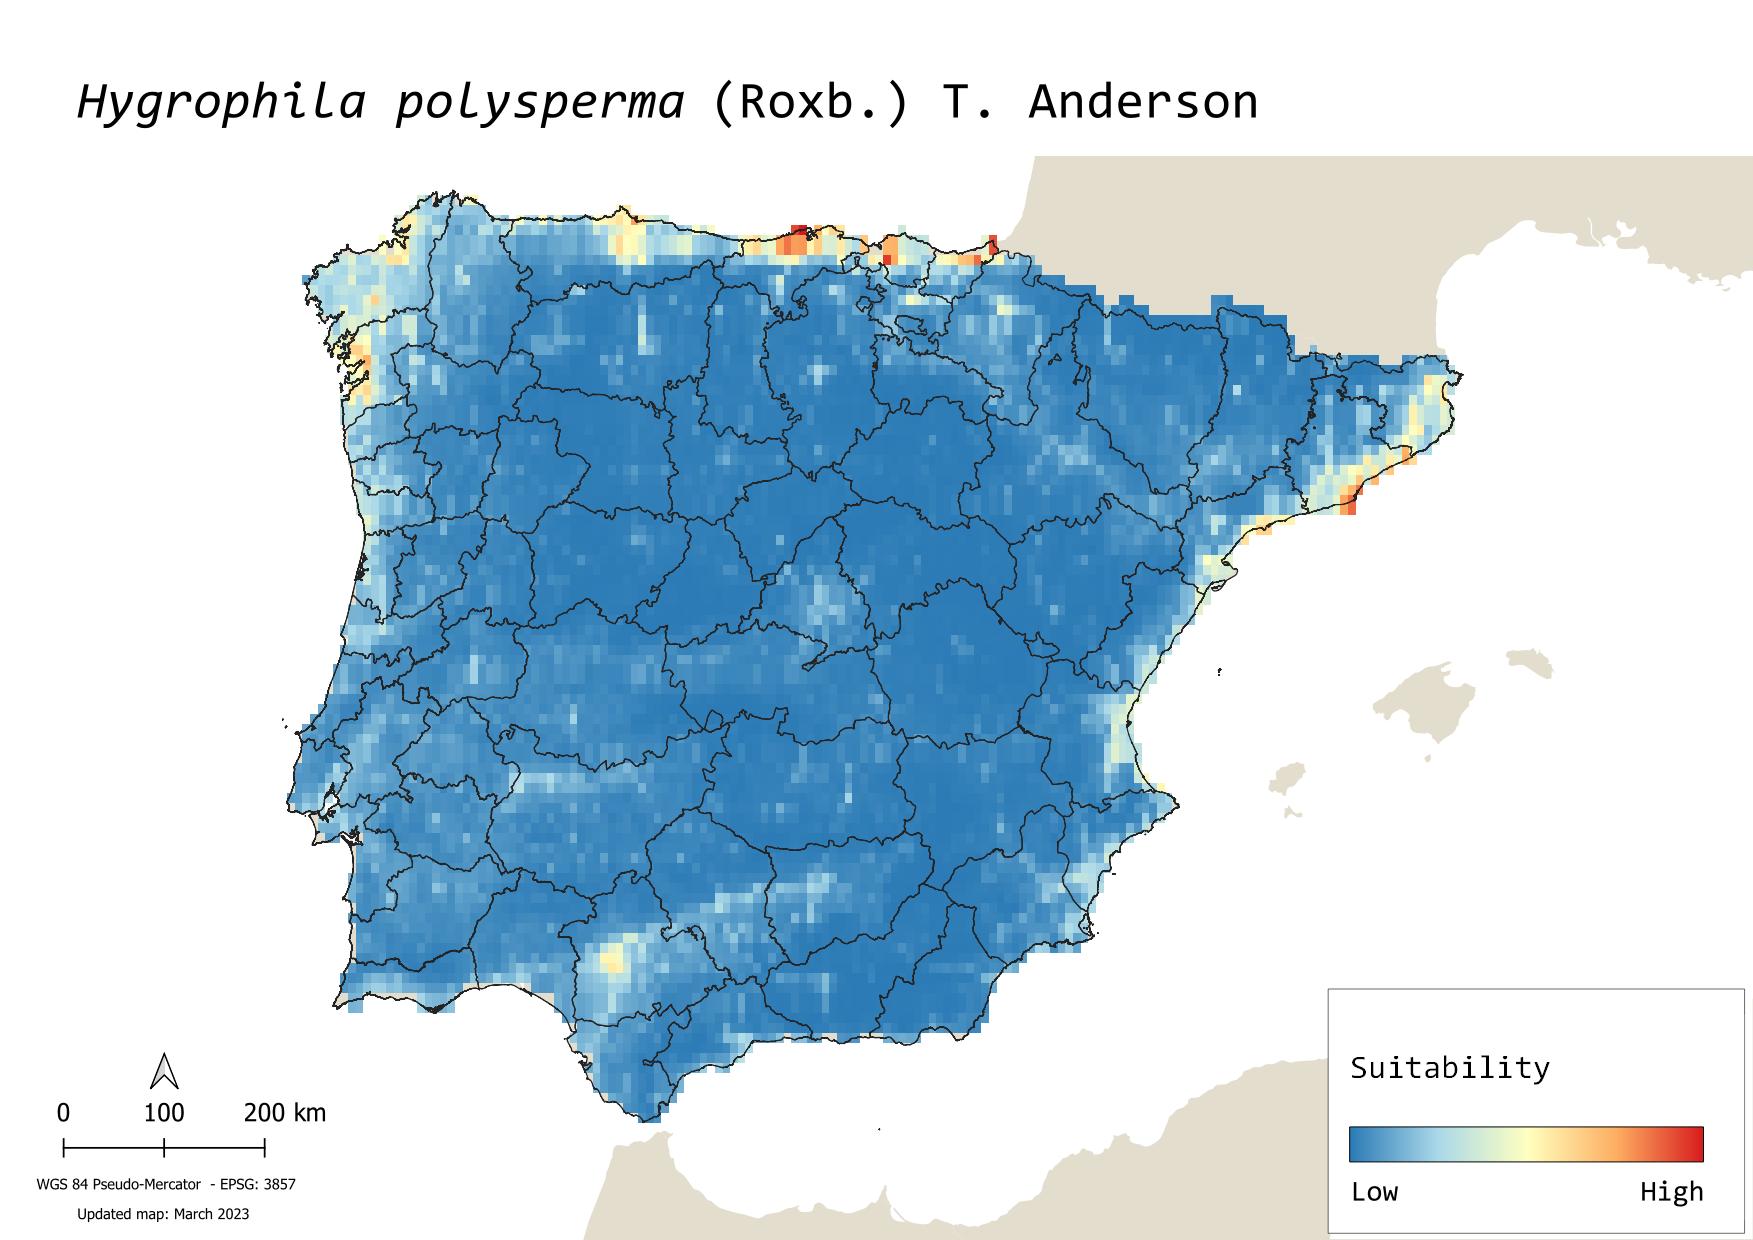 Hygrophila polysperma (Roxb.) T. Anderson
Suitability
Low High
0 100 200 km
WGS 84 Pseudo-Mercator - EPSG: 3857
Updated map: March 2023